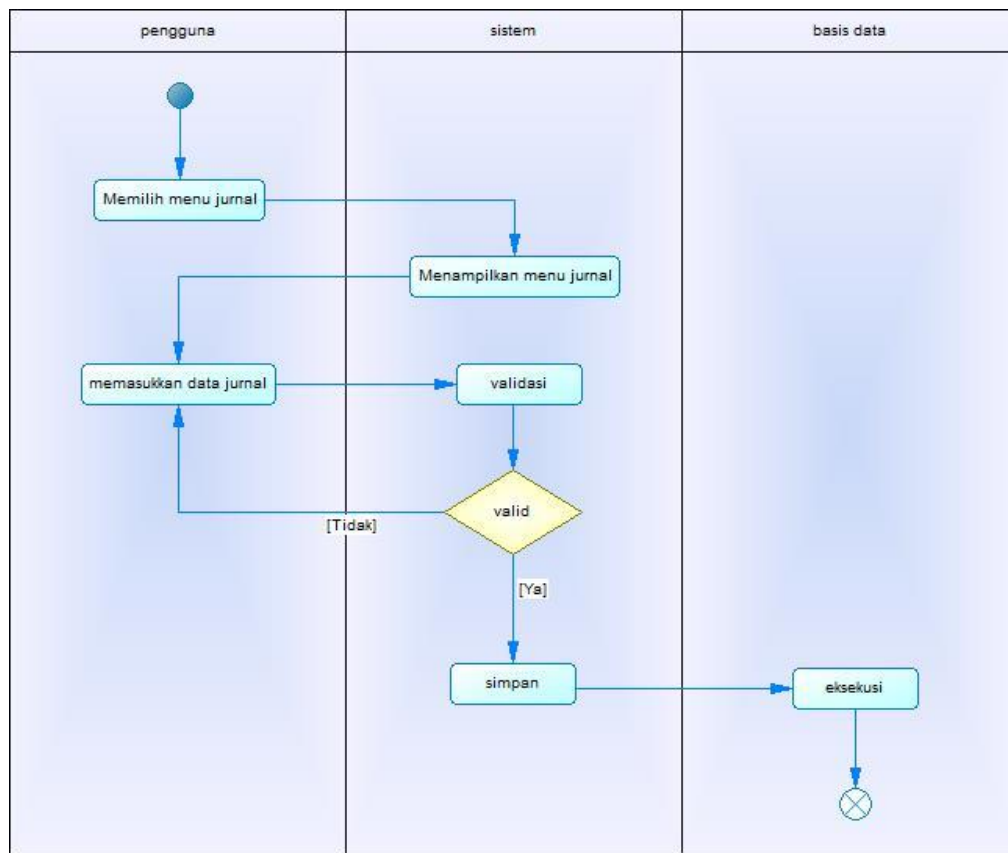 pengguna
sistem
basis data
Memilih menu jurnal
Menampilkan menu jurnal
memasukkan data jurnal
validasi
valid
[Tidak]
[Ya]
simpan
eksekusi